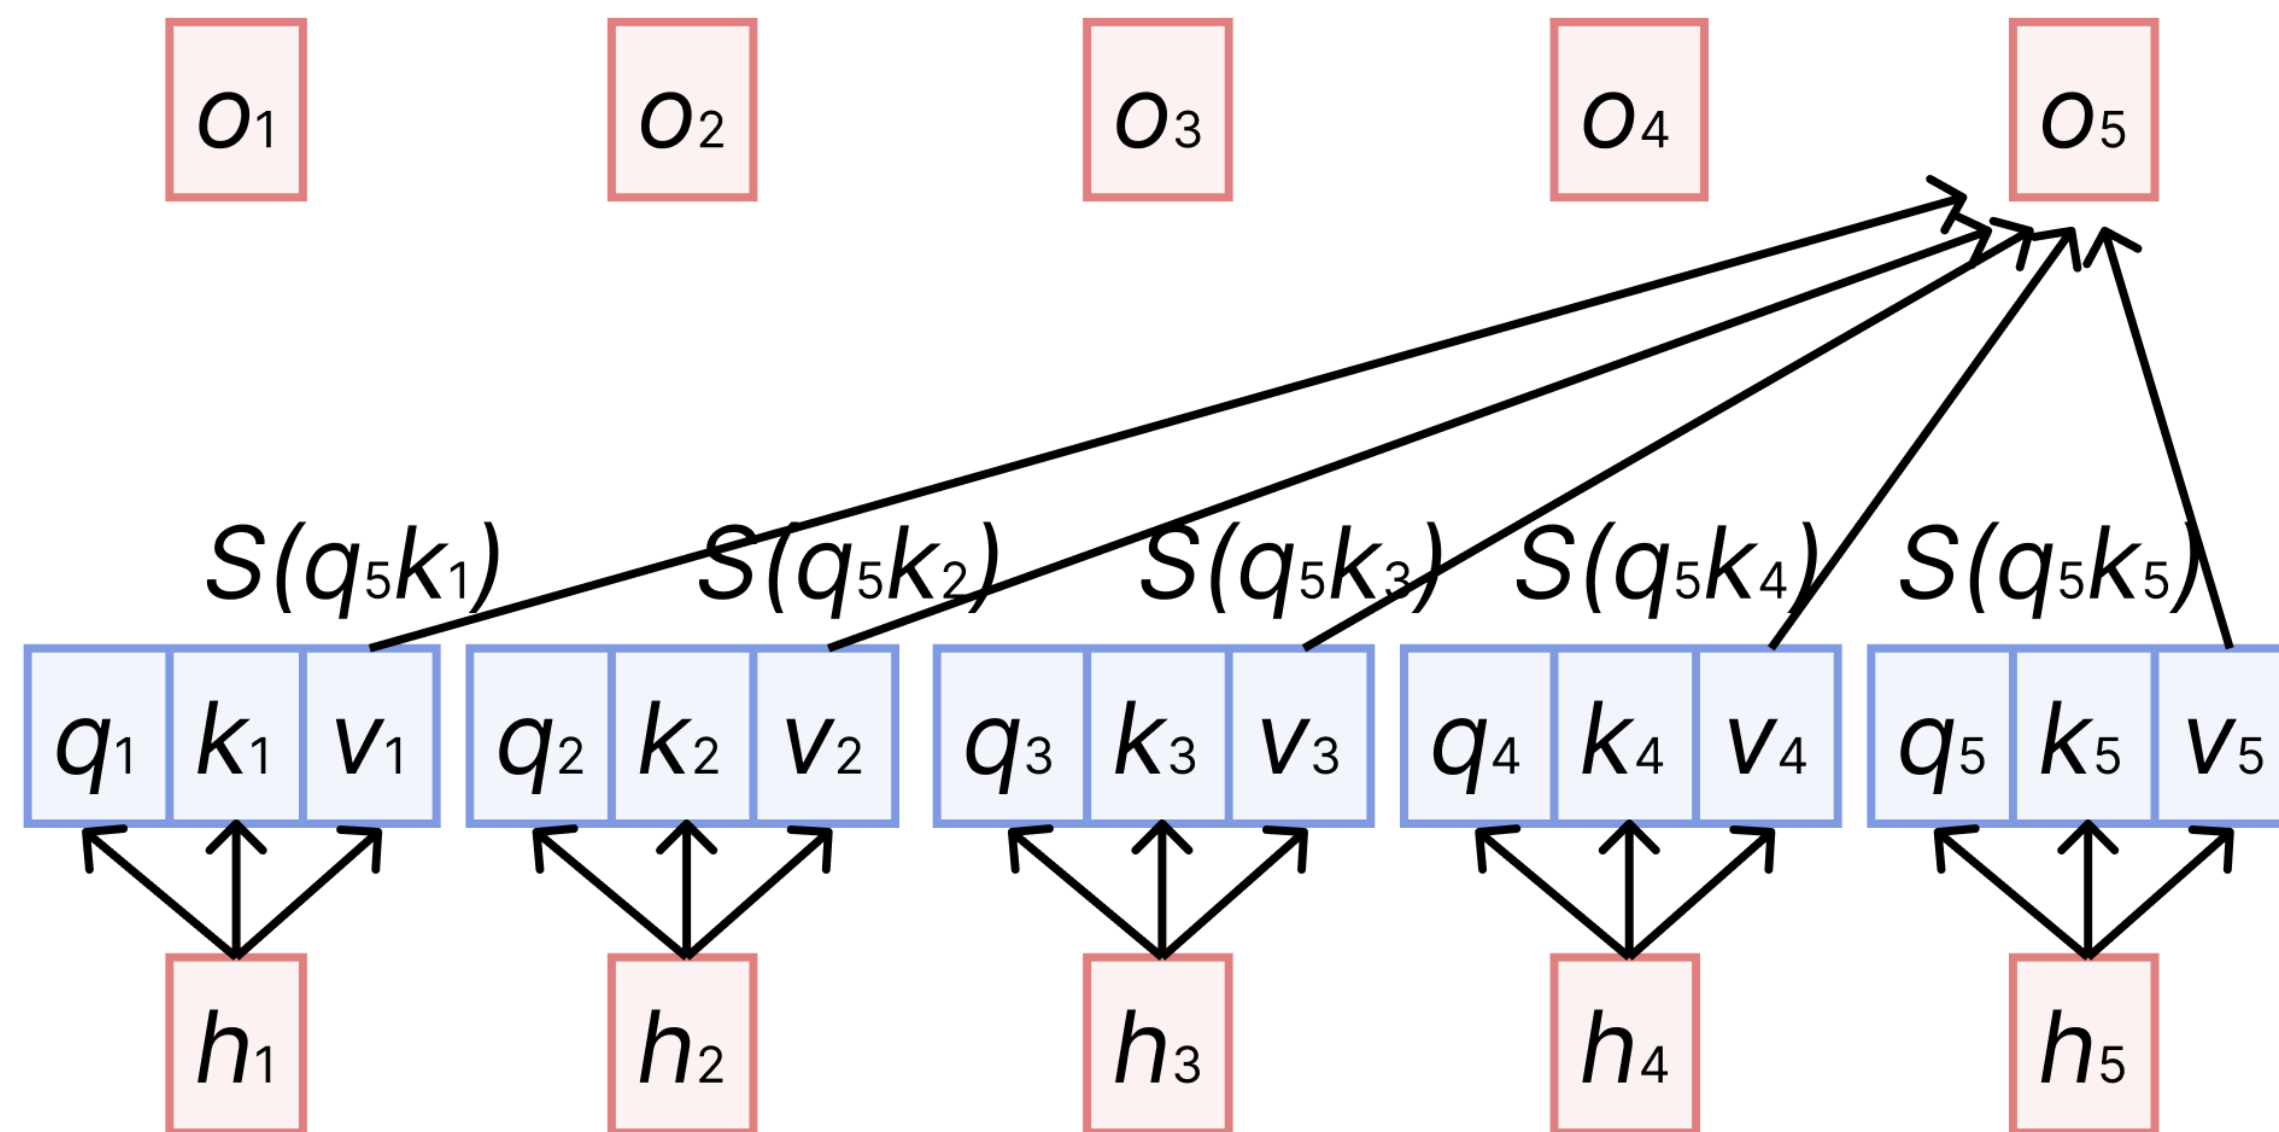 o1 o2 o3 o4 o5
S(q5k1) S(q5k2) S(q5k3) S(q5k4) S(q5k5)
q1 k1 v1 q2 k2 v2 q3 k3 v3 q4 k4 v4 q5 k5 v5
h1 h2 h3 h4 h5